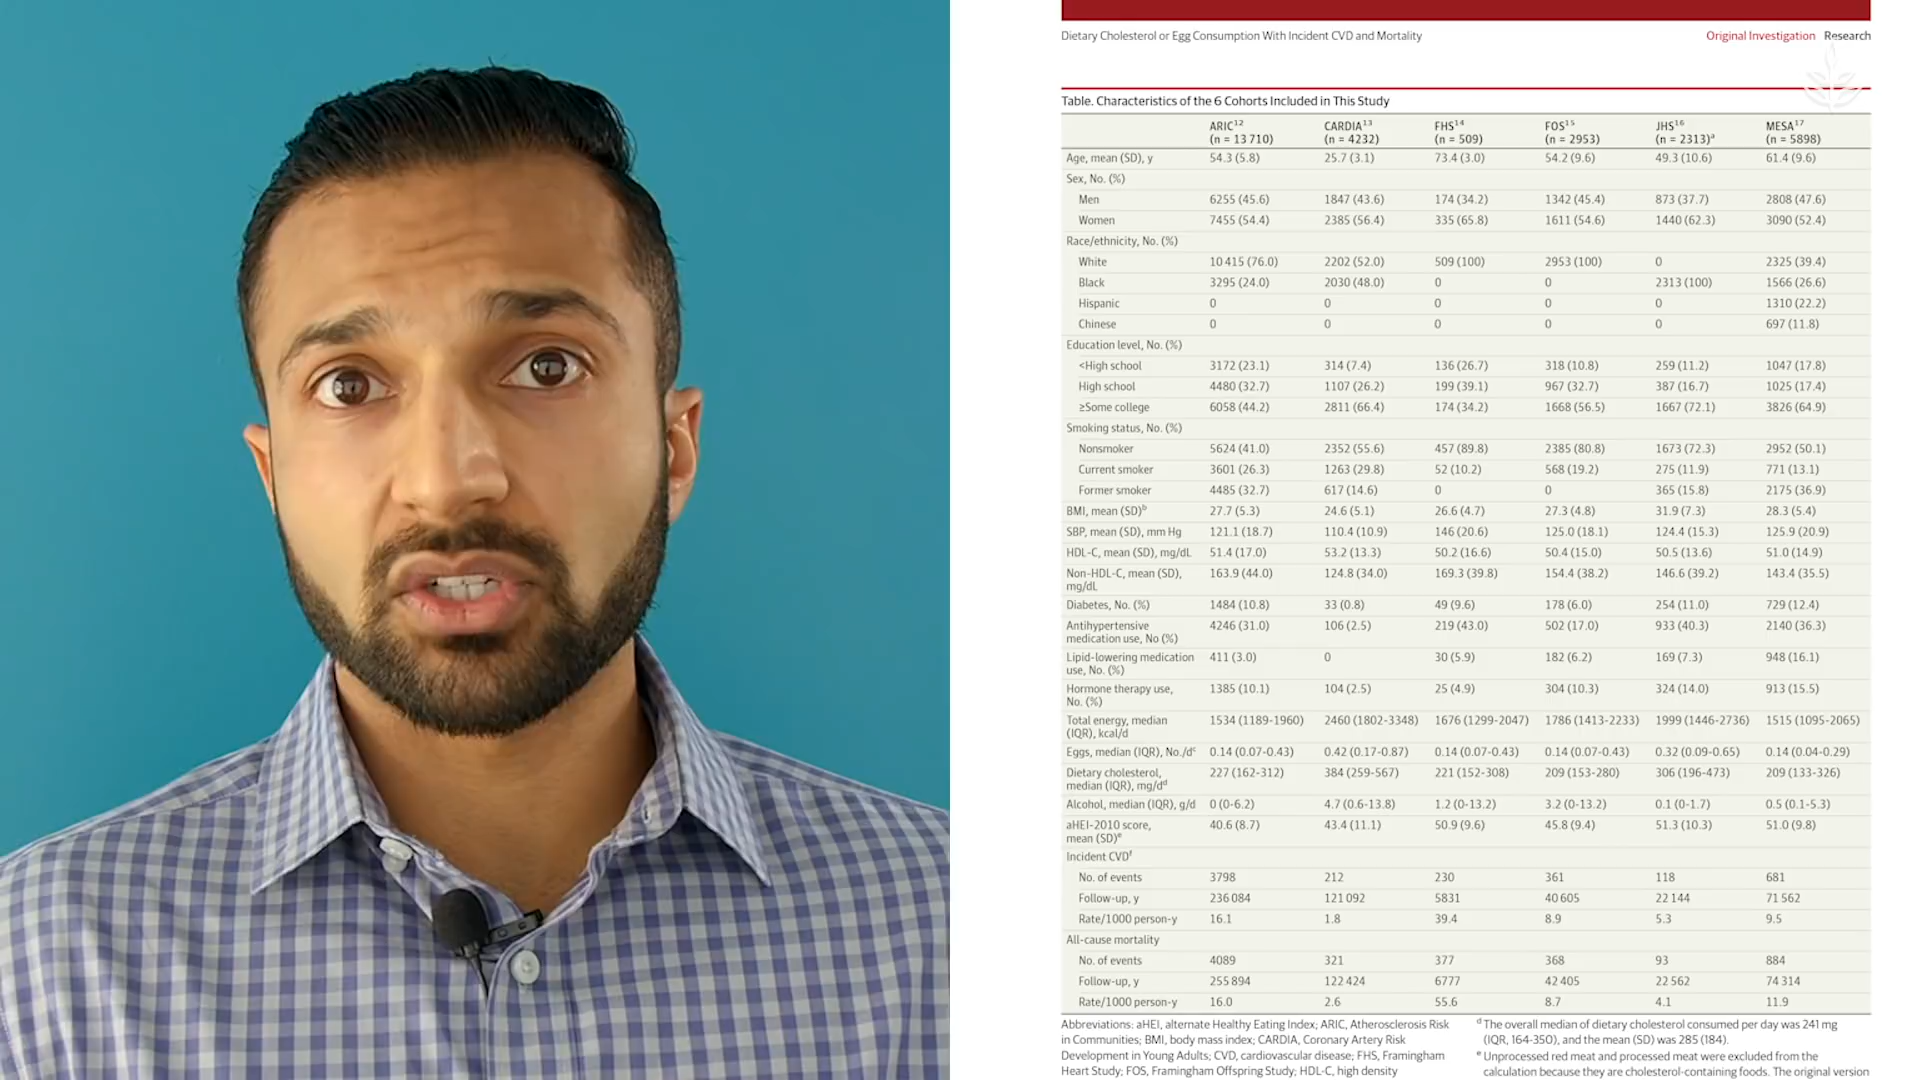 Dietary Cholesterol or Egg Consumption With Incident CVD and Mortality Original Investigation Research
Table. Characteristics of the 6 Cohorts Included in This Study
ARIC12 CARDIA13 FHS14 FOS15 JHS16 MESA17
(n = 13 710) (n = 4232) (n = 509) (n = 2953) (n = 2313)a (n = 5898)
Age, mean (SD), y 54.3 (5.8) 25.7 (3.1) 73.4 (3.0) 54.2 (9.6) 49.3 (10.6) 61.4 (9.6)
Sex, No. (%)
Men 6255 (45.6) 1847 (43.6) 174 (34.2) 1342 (45.4) 873 (37.7) 2808 (47.6)
Women 7455 (54.4) 2385 (56.4) 335 (65.8) 1611 (54.6) 1440 (62.3) 3090 (52.4)
Race/ethnicity, No. (%)
White 10 415 (76.0) 2202 (52.0) 509 (100) 2953 (100) 0 2325 (39.4)
Black 3295 (24.0) 2030 (48.0) 0 0 2313 (100) 1566 (26.6)
Hispanic 0 0 0 0 0 1310 (22.2)
Chinese 0 0 0 0 0 697 (11.8)
Education level, No. (%)
<High school 3172 (23.1) 314 (7.4) 136 (26.7) 318 (10.8) 259 (11.2) 1047 (17.8)
High school 4480 (32.7) 1107 (26.2) 199 (39.1) 967 (32.7) 387 (16.7) 1025 (17.4)
≥Some college 6058 (44.2) 2811 (66.4) 174 (34.2) 1668 (56.5) 1667 (72.1) 3826 (64.9)
Smoking status, No. (%)
Nonsmoker 5624 (41.0) 2352 (55.6) 457 (89.8) 2385 (80.8) 1673 (72.3) 2952 (50.1)
Current smoker 3601 (26.3) 1263 (29.8) 52 (10.2) 568 (19.2) 275 (11.9) 771 (13.1)
Former smoker 4485 (32.7) 617 (14.6) 0 0 365 (15.8) 2175 (36.9)
BMI, mean (SD)b 27.7 (5.3) 24.6 (5.1) 26.6 (4.7) 27.3 (4.8) 31.9 (7.3) 28.3 (5.4)
SBP, mean (SD), mm Hg 121.1 (18.7) 110.4 (10.9) 146 (20.6) 125.0 (18.1) 124.4 (15.3) 125.9 (20.9)
HDL-C, mean (SD), mg/dL 51.4 (17.0) 53.2 (13.3) 50.2 (16.6) 50.4 (15.0) 50.5 (13.6) 51.0 (14.9)
Non-HDL-C, mean (SD), 163.9 (44.0) 124.8 (34.0) 169.3 (39.8) 154.4 (38.2) 146.6 (39.2) 143.4 (35.5)
mg/dL
Diabetes, No. (%) 1484 (10.8) 33 (0.8) 49 (9.6) 178 (6.0) 254 (11.0) 729 (12.4)
Antihypertensive 4246 (31.0) 106 (2.5) 219 (43.0) 502 (17.0) 933 (40.3) 2140 (36.3)
medication use, No (%)
Lipid-lowering medication 411 (3.0) 0 30 (5.9) 182 (6.2) 169 (7.3) 948 (16.1)
use, No. (%)
Hormone therapy use, 1385 (10.1) 104 (2.5) 25 (4.9) 304 (10.3) 324 (14.0) 913 (15.5)
No. (%)
Total energy, median 1534 (1189-1960) 2460 (1802-3348) 1676 (1299-2047) 1786 (1413-2233) 1999 (1446-2736) 1515 (1095-2065)
(IQR), kcal/d
Eggs, median (IQR), No./dc 0.14 (0.07-0.43) 0.42 (0.17-0.87) 0.14 (0.07-0.43) 0.14 (0.07-0.43) 0.32 (0.09-0.65) 0.14 (0.04-0.29)
Dietary cholesterol, 227 (162-312) 384 (259-567) 221 (152-308) 209 (153-280) 306 (196-473) 209 (133-326)
median (IQR), mg/dd
Alcohol, median (IQR), g/d 0 (0-6.2) 4.7 (0.6-13.8) 1.2 (0-13.2) 3.2 (0-13.2) 0.1 (0-1.7) 0.5 (0.1-5.3)
aHEI-2010 score, 40.6 (8.7) 43.4 (11.1) 50.9 (9.6) 45.8 (9.4) 51.3 (10.3) 51.0 (9.8)
mean (SD)e
Incident CVDf
No. of events 3798 212 230 361 118 681
Follow-up, y 236 084 121 092 5831 40 605 22 144 71 562
Rate/1000 person-y 16.1 1.8 39.4 8.9 5.3 9.5
All-cause mortality
No. of events 4089 321 377 368 93 884
Follow-up, y 255 894 122 424 6777 42 405 22 562 74 314
Rate/1000 person-y 16.0 2.6 55.6 8.7 4.1 11.9
Abbreviations: aHEI, alternate Healthy Eating Index; ARIC, Atherosclerosis Risk
in Communities; BMI, body mass index; CARDIA, Coronary Artery Risk
Development in Young Adults; CVD, cardiovascular disease; FHS, Framingham
Heart Study; FOS, Framingham Offspring Study; HDL-C, high density
d The overall median of dietary cholesterol consumed per day was 241 mg
(IQR, 164-350), and the mean (SD) was 285 (184).
e Unprocessed red meat and processed meat were excluded from the
calculation because they are cholesterol-containing foods. The original version